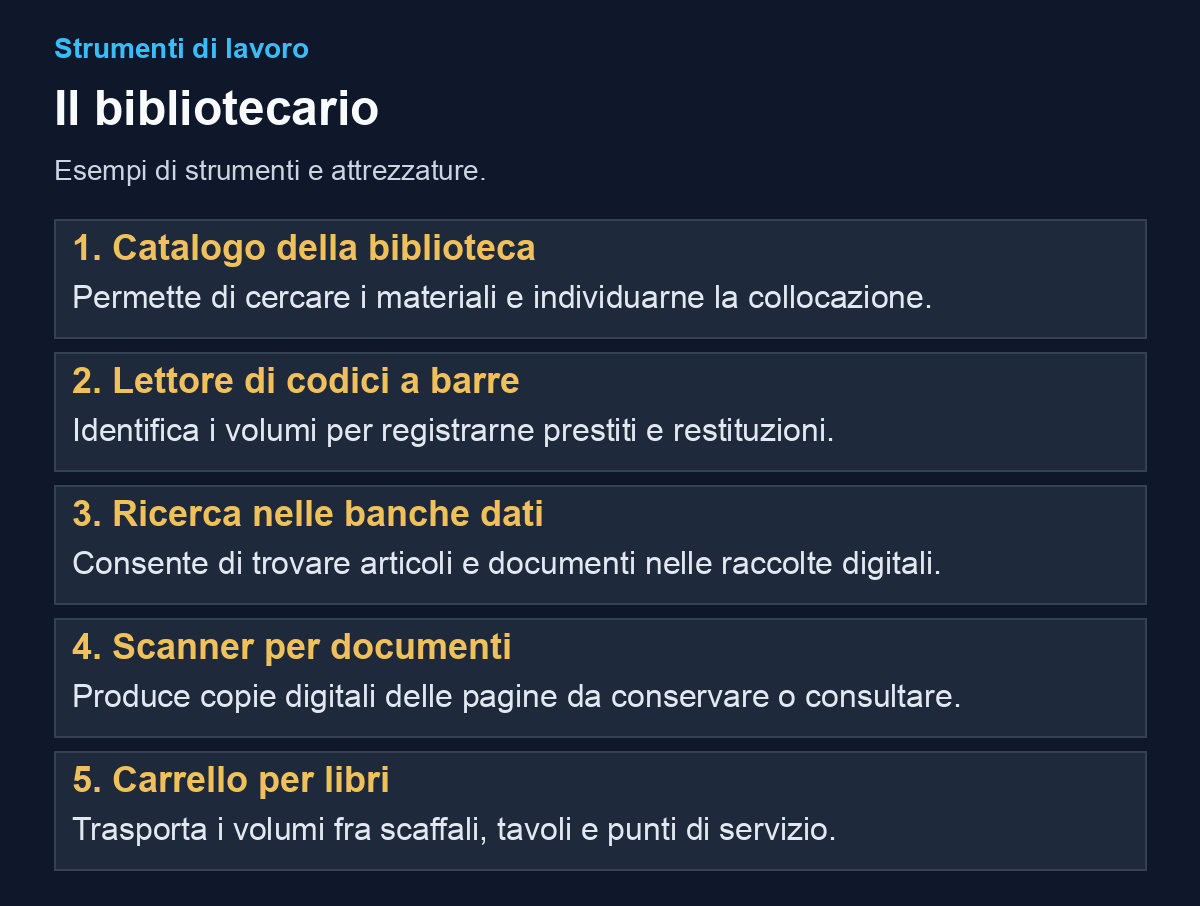 Strumenti di lavoro
Il bibliotecario
Esempi di strumenti e attrezzature.
1. Catalogo della biblioteca
Permette di cercare i materiali e individuarne la collocazione.
2. Lettore di codici a barre
Identifica i volumi per registrarne prestiti e restituzioni.
3. Ricerca nelle banche dati
Consente di trovare articoli e documenti nelle raccolte digitali.
4. Scanner per documenti
Produce copie digitali delle pagine da conservare o consultare.
5. Carrello per libri
Trasporta i volumi fra scaffali, tavoli e punti di servizio.